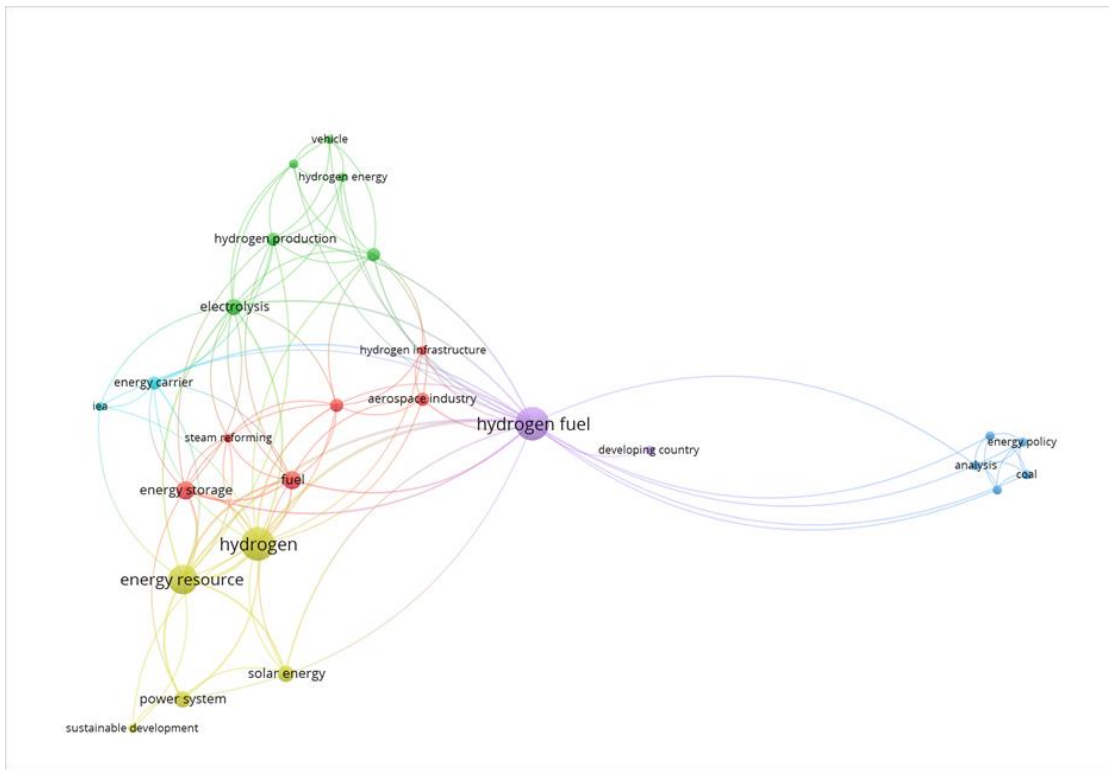 vehicle
hydrogen energy
hydrogen production
electrolysis
hydrogen infrastructure
energy carrier
aerospace industry
iea
hydrogen fuel
steam reforming
energy policy
developing country
analysis
coal
fuel
energy storage
hydrogen
energy resource
solar energy
power system
sustainable development